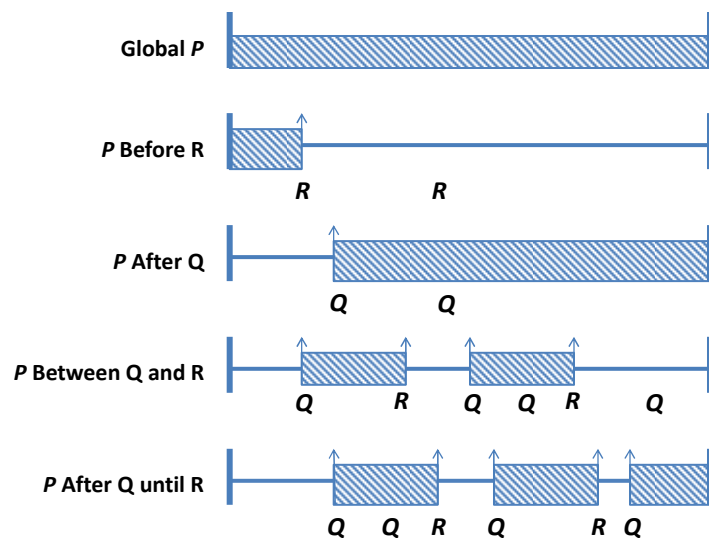 Global P
P Before R
R R
P After Q
Q Q
P Between Q and R
Q R Q Q R Q
P After Q until R
Q Q R Q R Q